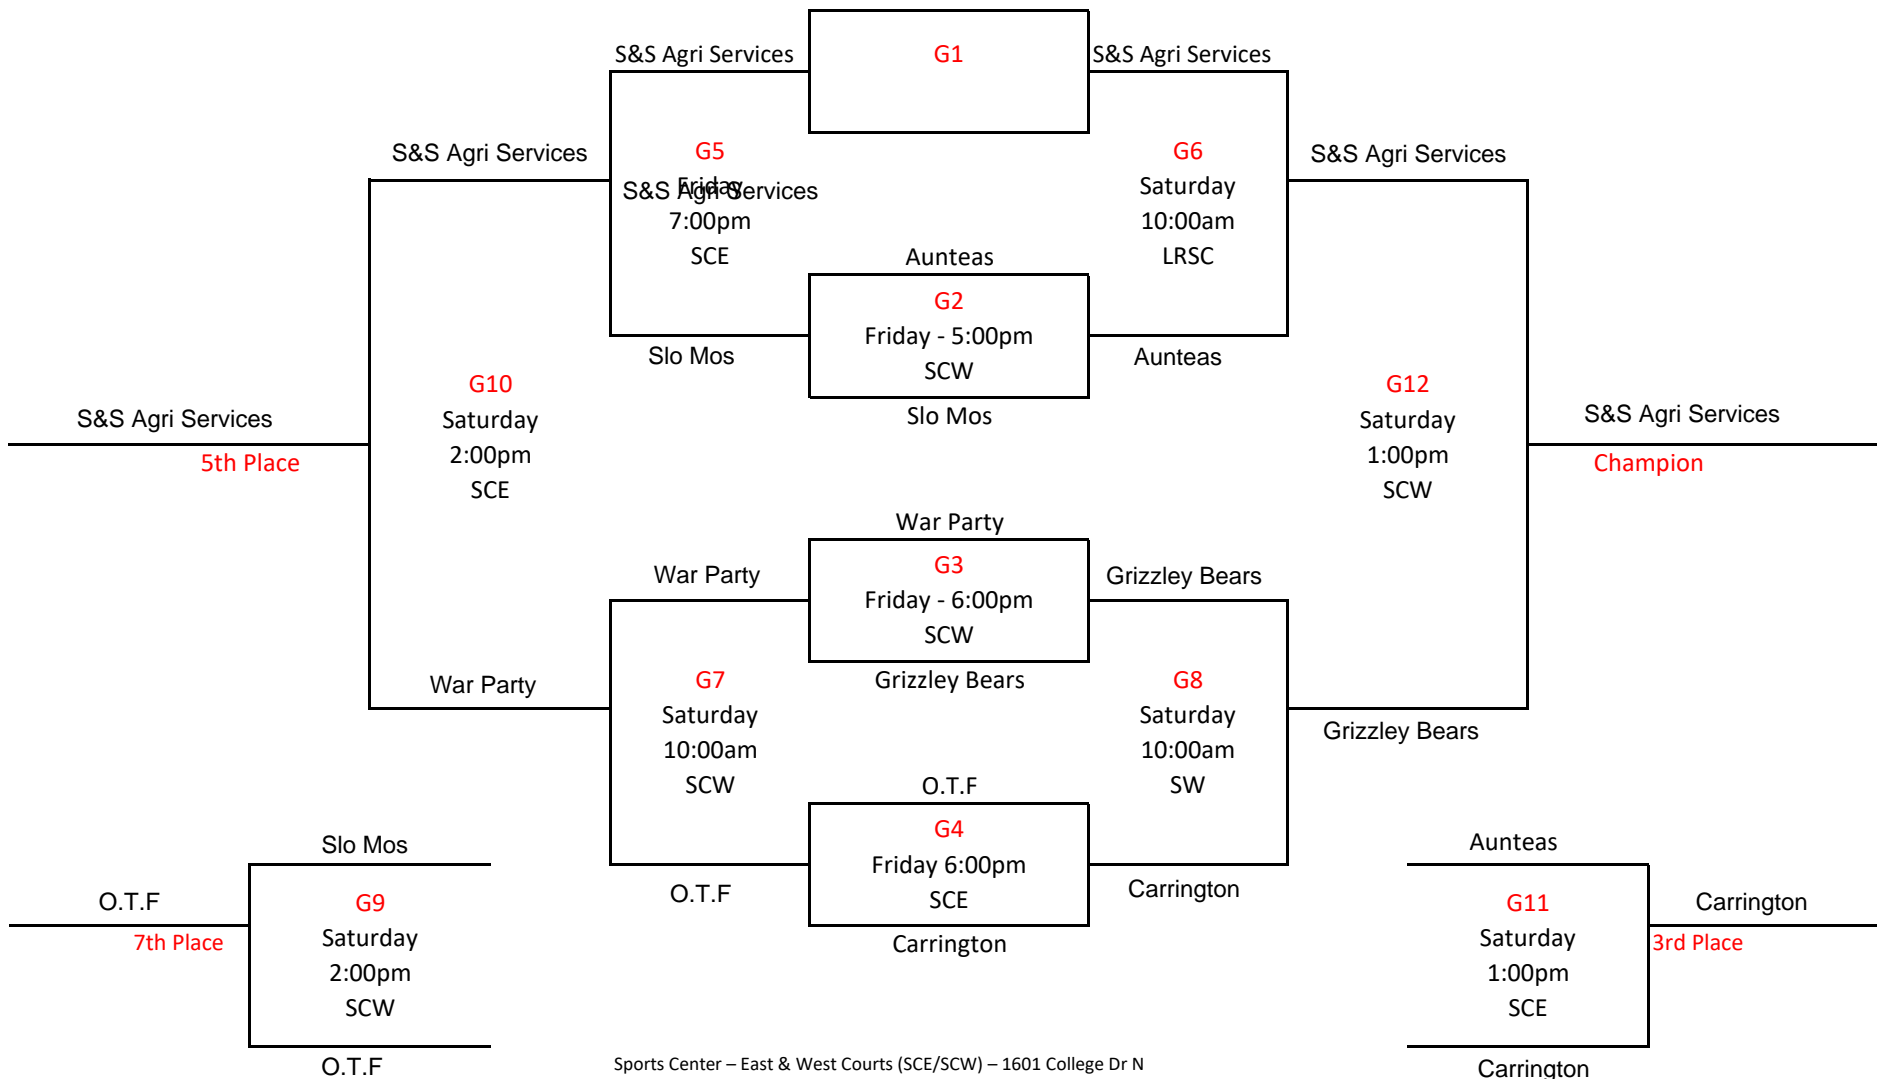 S&S Agri Services
G1
S&S Agri Services
S&S Agri Services
G5
G6
S&S Agri Services
Friday
S&S Agri Services
Saturday
7:00pm
10:00am
SCE
LRSC
Aunteas
G2
Friday - 5:00pm
SCW
Slo Mos
Aunteas
Slo Mos
G10
Saturday
2:00pm
SCE
G12
Saturday
1:00pm
SCW
S&S Agri Services
5th Place
S&S Agri Services
Champion
War Party
G3
Friday - 6:00pm
SCW
Grizzley Bears
War Party
Grizzley Bears
War Party
G7
Saturday
10:00am
SCW
G8
Saturday
10:00am
SW
Grizzley Bears
O.T.F
G4
Friday 6:00pm
SCE
Carrington
O.T.F
Carrington
Slo Mos
O.T.F
7th Place
G9
Saturday
2:00pm
SCW
O.T.F
Aunteas
G11
Saturday
1:00pm
SCE
Carrington
3rd Place
Carrington
Sports Center – East & West Courts (SCE/SCW) – 1601 College Dr N